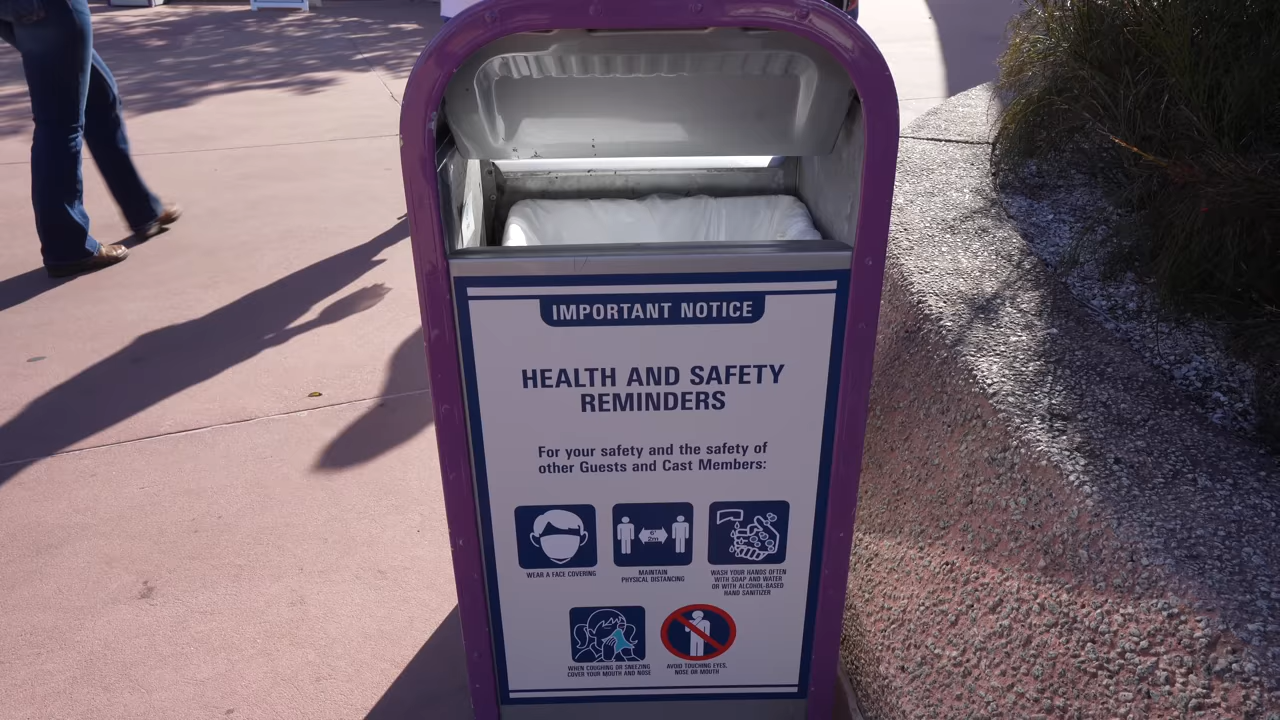 IMPORTANT NOTICE
HEALTH AND SAFETY
REMINDERS
For your safety and the safety of
other Guests and Cast Members:
6'
2m
WEAR A FACE COVERING
MAINTAIN
PHYSICAL DISTANCING
WASH YOUR HANDS OFTEN
WITH SOAP AND WATER
OR WITH ALCOHOL-BASED
HAND SANITIZER
WHEN COUGHING OR SNEEZING
COVER YOUR MOUTH AND NOSE
AVOID TOUCHING EYES,
NOSE OR MOUTH